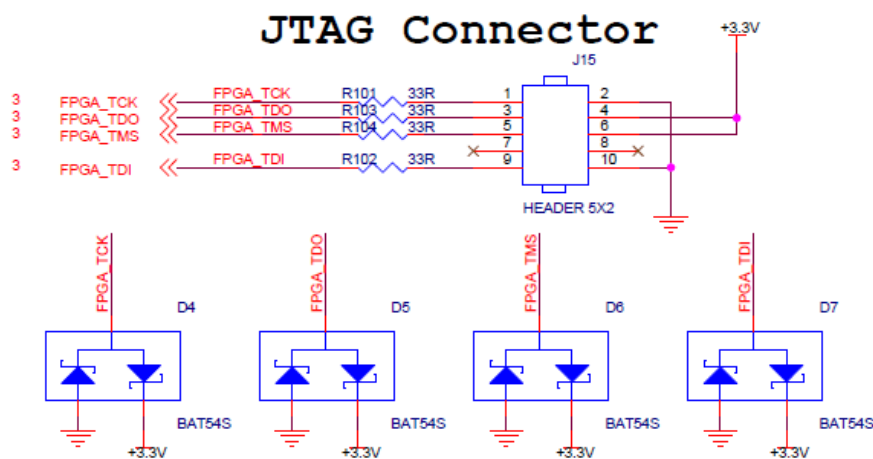 JTAG Connector
+3.3V
J15
3 FPGA_TCK FPGA_TCK R101 33R 1 2
3 FPGA_TDO FPGA_TDO R103 33R 3 4
3 FPGA_TMS FPGA_TMS R104 33R 5 6
7 8
3 FPGA_TDI FPGA_TDI R102 33R 9 10
HEADER 5X2
FPGA_TCK FPGA_TDO FPGA_TMS FPGA_TDI
D4 D5 D6 D7
BAT54S BAT54S BAT54S BAT54S
+3.3V +3.3V +3.3V +3.3V